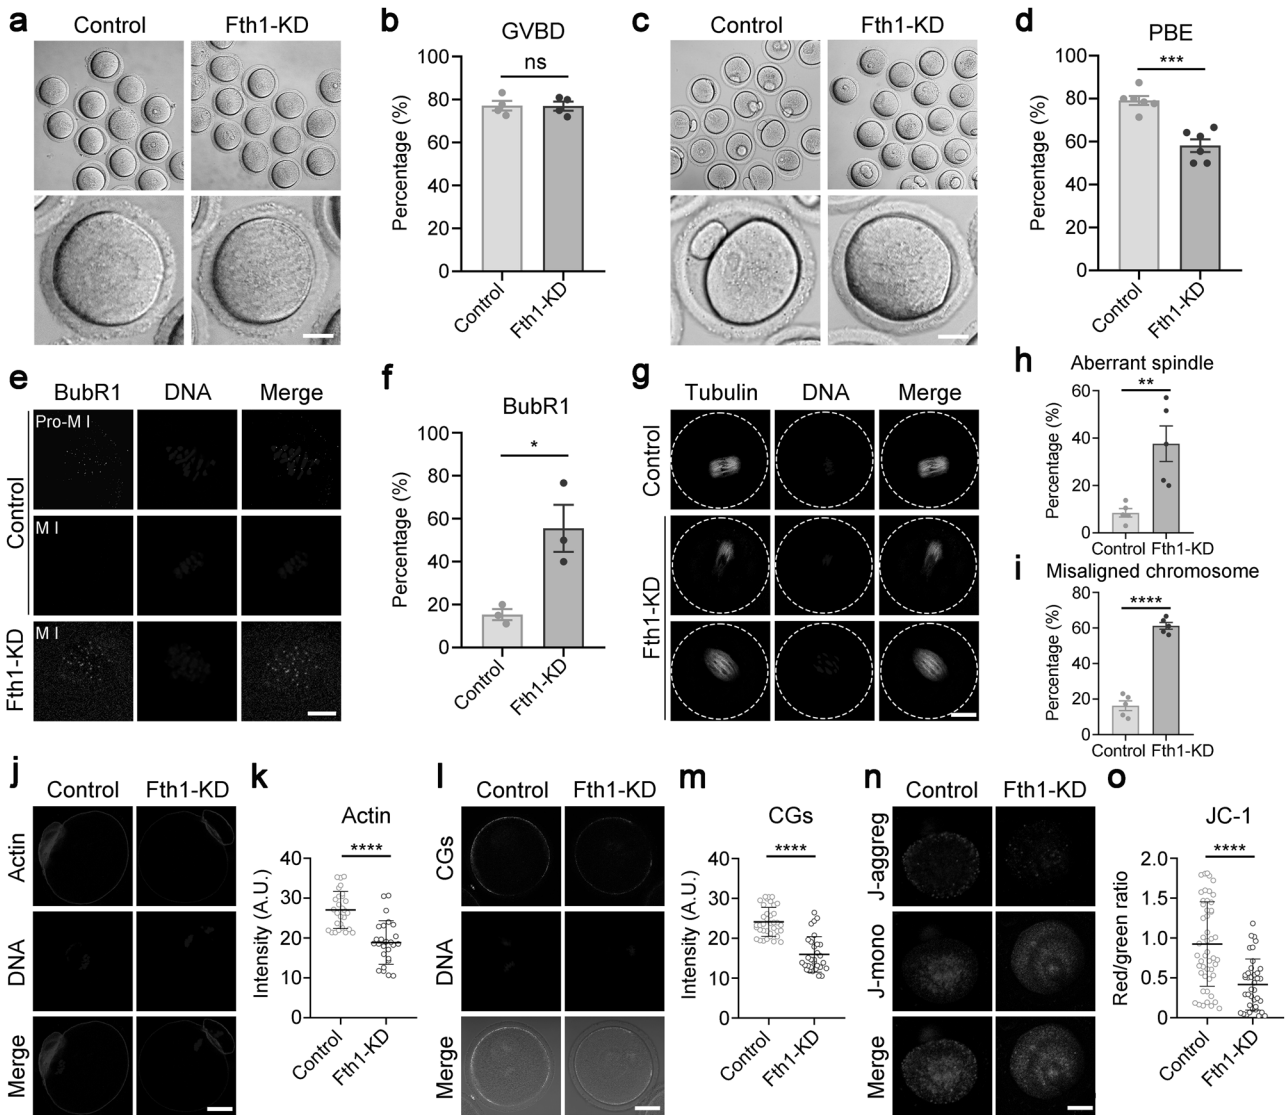 a
Control
Fth1-KD
b
GVBD
ns
Percentage (%)
100
80
60
40
20
0
Control
Fth1-KD
c
Control
Fth1-KD
d
PBE
***
Percentage (%)
100
80
60
40
20
0
Control
Fth1-KD
e
BubR1
DNA
Merge
Control
Pro-M I
M I
Fth1-KD
M I
f
BubR1
*
Percentage (%)
100
80
60
40
20
0
Control
Fth1-KD
g
Tubulin
DNA
Merge
Control
Fth1-KD
h
Aberrant spindle
**
Percentage (%)
60
40
20
0
Control
Fth1-KD
i
Misaligned chromosome
****
Percentage (%)
80
60
40
20
0
Control
Fth1-KD
j
Control
Fth1-KD
Actin
DNA
Merge
k
Actin
****
Intensity (A.U.)
40
30
20
10
0
Control
Fth1-KD
l
Control
Fth1-KD
CGs
DNA
Merge
m
CGs
****
Intensity (A.U.)
40
30
20
10
0
Control
Fth1-KD
n
Control
Fth1-KD
J-aggreg
J-mono
Merge
o
JC-1
****
Red/green ratio
2.0
1.5
1.0
0.5
0
Control
Fth1-KD